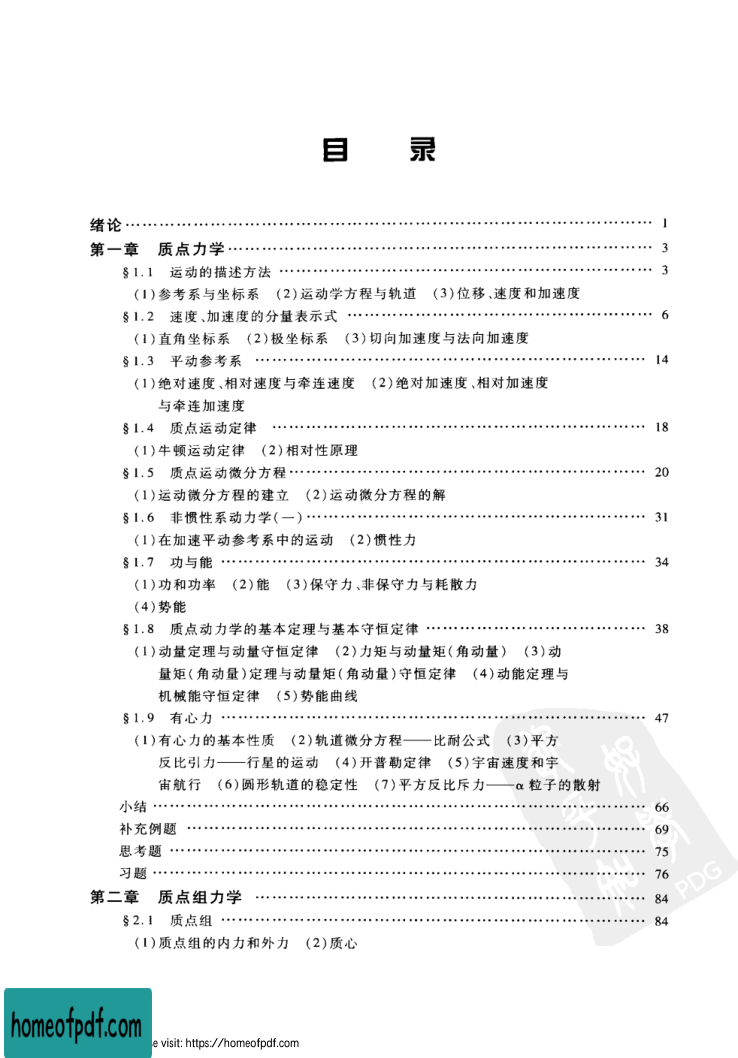 目 录
绪论 …… 1
第一章 质点力学 …… 3
§1.1 运动的描述方法 …… 3
(1)参考系与坐标系 (2)运动学方程与轨道 (3)位移、速度和加速度
§1.2 速度、加速度的分量表示式 …… 6
(1)直角坐标系 (2)极坐标系 (3)切向加速度与法向加速度
§1.3 平动参考系 …… 14
(1)绝对速度、相对速度与牵连速度 (2)绝对加速度、相对加速度
与牵连加速度
§1.4 质点运动定律 …… 18
(1)牛顿运动定律 (2)相对性原理
§1.5 质点运动微分方程 …… 20
(1)运动微分方程的建立 (2)运动微分方程的解
§1.6 非惯性系动力学(一) …… 31
(1)在加速平动参考系中的运动 (2)惯性力
§1.7 功与能 …… 34
(1)功和功率 (2)能 (3)保守力、非保守力与耗散力
(4)势能
§1.8 质点动力学的基本定理与基本守恒定律 …… 38
(1)动量定理与动量守恒定律 (2)力矩与动量矩(角动量) (3)动
量矩(角动量)定理与动量矩(角动量)守恒定律 (4)动能定理与
机械能守恒定律 (5)势能曲线
§1.9 有心力 …… 47
(1)有心力的基本性质 (2)轨道微分方程——比耐公式 (3)平方
反比引力——行星的运动 (4)开普勒定律 (5)宇宙速度和宇
宙航行 (6)圆形轨道的稳定性 (7)平方反比斥力——α粒子的散射
小结 …… 66
补充例题 …… 69
思考题 …… 75
习题 …… 76
第二章 质点组力学 …… 84
§2.1 质点组 …… 84
(1)质点组的内力和外力 (2)质心
PDG
homeofpdf.com
e visit: https://homeofpdf.com